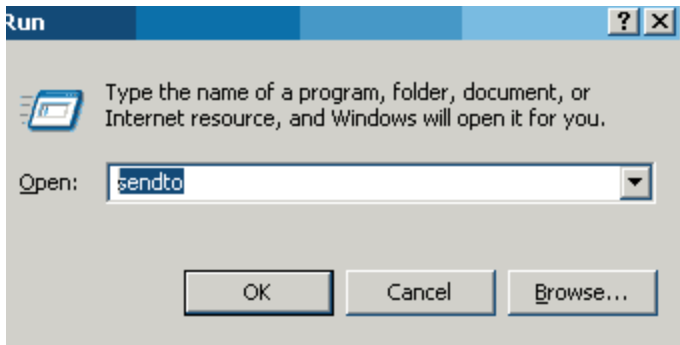 Run
Type the name of a program, folder, document, or
Internet resource, and Windows will open it for you.
Open: sendto
OK Cancel Browse...